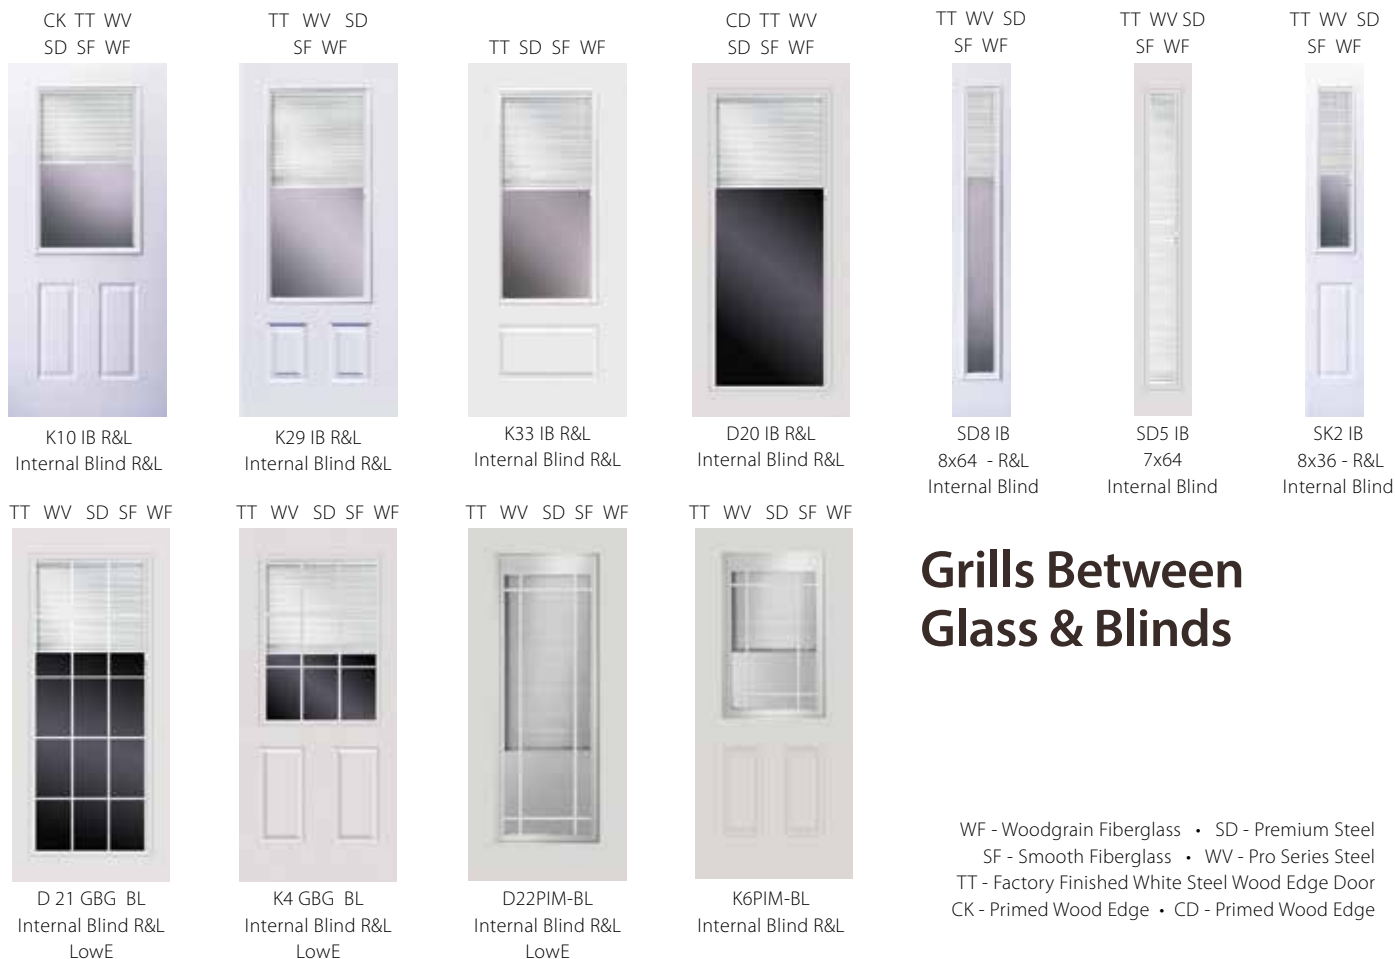 CK TT WV
SD SF WF
K10 IB R&L
Internal Blind R&L
TT WV SD
SF WF
K29 IB R&L
Internal Blind R&L
TT SD SF WF
K33 IB R&L
Internal Blind R&L
CD TT WV
SD SF WF
D20 IB R&L
Internal Blind R&L
TT WV SD
SF WF
SD8 IB
8x64 - R&L
Internal Blind
TT WV SD
SF WF
SD5 IB
7x64
Internal Blind
TT WV SD
SF WF
SK2 IB
8x36 - R&L
Internal Blind
TT WV SD SF WF
D 21 GBG BL
Internal Blind R&L
LowE
TT WV SD SF WF
K4 GBG BL
Internal Blind R&L
LowE
TT WV SD SF WF
D22PIM-BL
Internal Blind R&L
LowE
TT WV SD SF WF
K6PIM-BL
Internal Blind R&L
Grills Between
Glass & Blinds
WF - Woodgrain Fiberglass • SD - Premium Steel
SF - Smooth Fiberglass • WV - Pro Series Steel
TT - Factory Finished White Steel Wood Edge Door
CK - Primed Wood Edge • CD - Primed Wood Edge